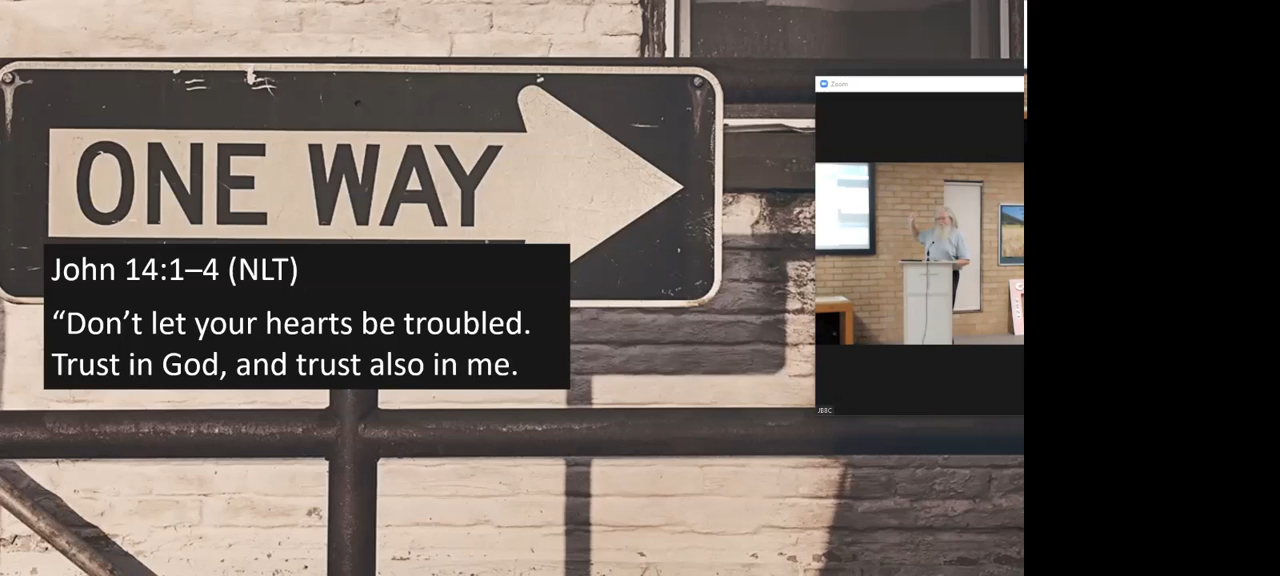 ONE WAY
John 14:1–4 (NLT)
“Don’t let your hearts be troubled.
Trust in God, and trust also in me.
Zoom
JEBC